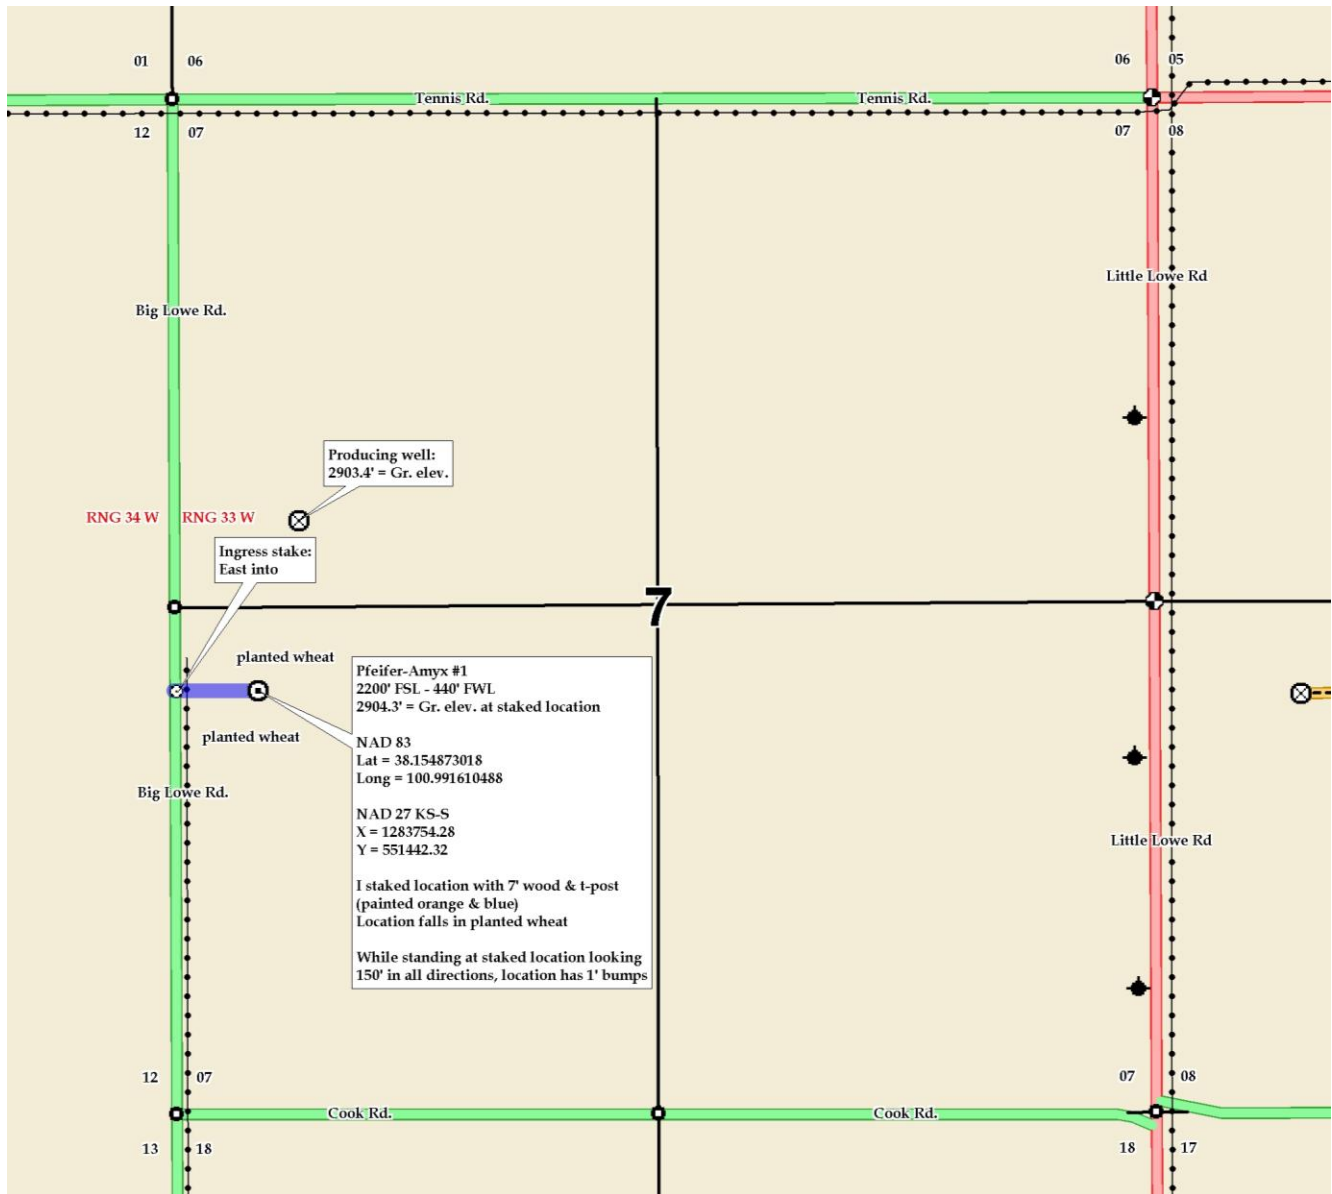 01 06
06 05
Tennis Rd.
Tennis Rd.
12 07
07 08
Little Lowe Rd
Big Lowe Rd.
Producing well:
2903.4' = Gr. elev.
RNG 34 W RNG 33 W
Ingress stake:
East into
7
planted wheat
Pfeifer-Amyx #1
2200' FSL - 440' FWL
2904.3' = Gr. elev. at staked location
NAD 83
Lat = 38.154873018
Long = 100.991610488
NAD 27 KS-S
X = 1283754.28
Y = 551442.32
I staked location with 7' wood & t-post
(painted orange & blue)
Location falls in planted wheat
While standing at staked location looking
150' in all directions, location has 1' bumps
planted wheat
Big Lowe Rd.
Little Lowe Rd
12 07
07 08
Cook Rd.
Cook Rd.
13 18
18 17